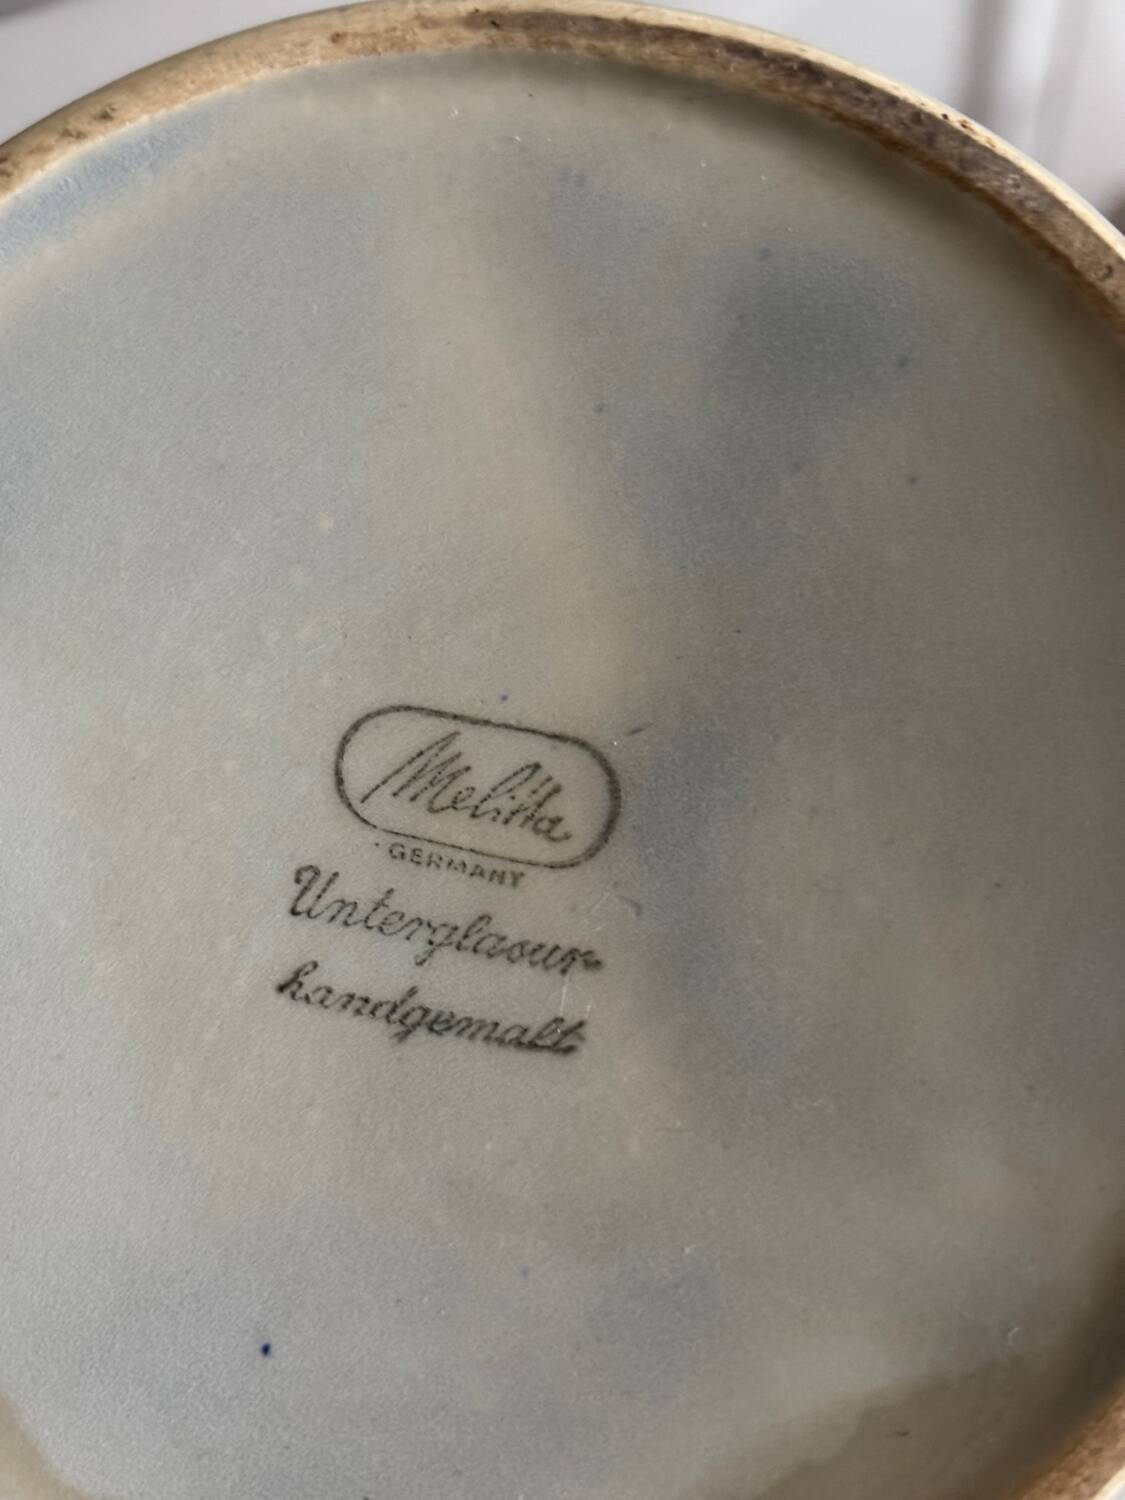 Melitta
GERMANY
Unterglasur
handgemalt